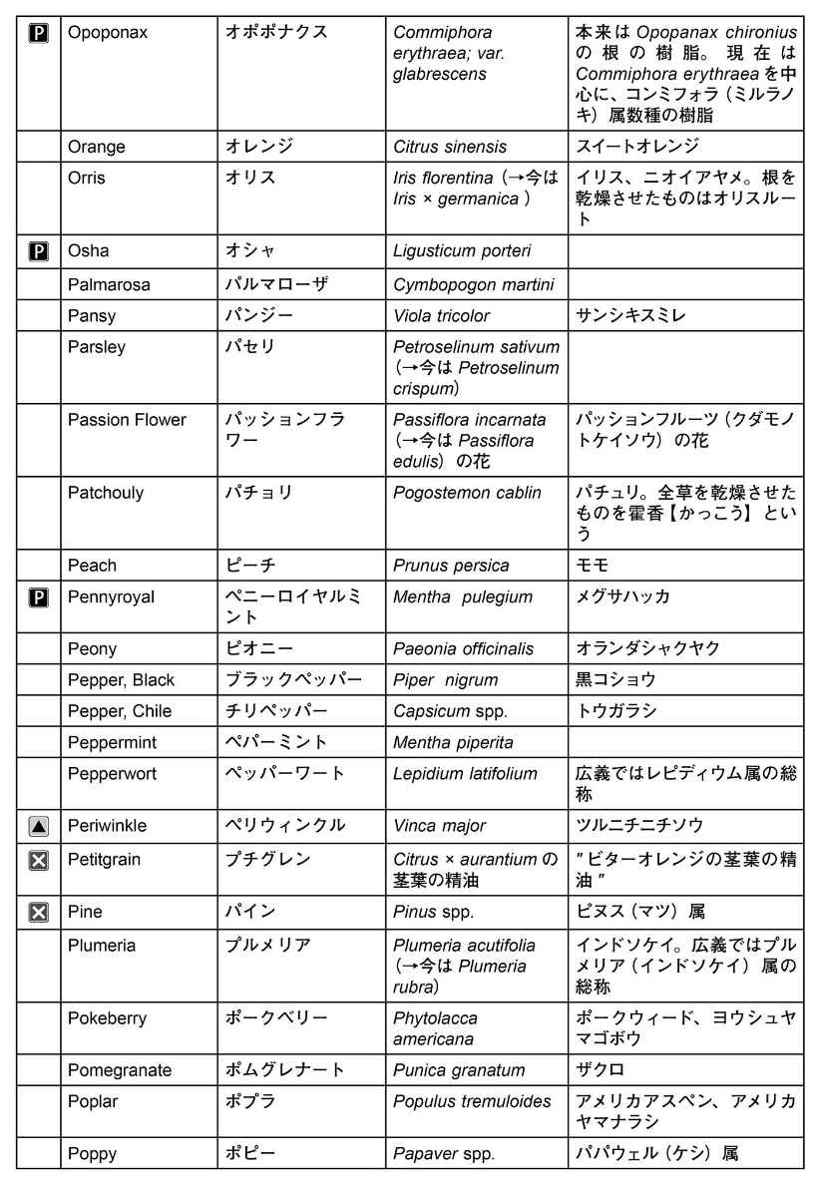 P Opoponax オポポナクス Commiphora erythraea; var. glabrescens 本来は Opopanax chironius の根の樹脂。現在は Commiphora erythraea を中心に、コンミフォラ（ミルラノキ）属数種の樹脂
Orange オレンジ Citrus sinensis スイートオレンジ
Orris オリス Iris florentina（→今は Iris × germanica ） イリス、ニオイアヤメ。根を乾燥させたものはオリスルート
P Osha オシャ Ligusticum porteri
Palmarosa パルマローザ Cymbopogon martini
Pansy パンジー Viola tricolor サンシキスミレ
Parsley パセリ Petroselinum sativum（→今は Petroselinum crispum）
Passion Flower パッションフラワー Passiflora incarnata（→今は Passiflora edulis）の花 パッションフルーツ（クダモノトケイソウ）の花
Patchouly パチョリ Pogostemon cablin パチュリ。全草を乾燥させたものを霍香【かっこう】という
Peach ピーチ Prunus persica モモ
P Pennyroyal ペニーロイヤルミント Mentha pulegium メグサハッカ
Peony ピオニー Paeonia officinalis オランダシャクヤク
Pepper, Black ブラックペッパー Piper nigrum 黒コショウ
Pepper, Chile チリペッパー Capsicum spp. トウガラシ
Peppermint ペパーミント Mentha piperita
Pepperwort ペッパーワート Lepidium latifolium 広義ではレピディウム属の総称
▲ Periwinkle ペリウィンクル Vinca major ツルニチニチソウ
Petitgrain プチグレン Citrus × aurantium の茎葉の精油 "ビターオレンジの茎葉の精油"
Pine パイン Pinus spp. ピヌス（マツ）属
Plumeria プルメリア Plumeria acutifolia（→今は Plumeria rubra） インドソケイ。広義ではプルメリア（インドソケイ）属の総称
Pokeberry ポークベリー Phytolacca americana ポークウィード、ヨウシュヤマゴボウ
Pomegranate ポムグレナート Punica granatum ザクロ
Poplar ポプラ Populus tremuloides アメリカアスペン、アメリカヤマナラシ
Poppy ポピー Papaver spp. パパウェル（ケシ）属